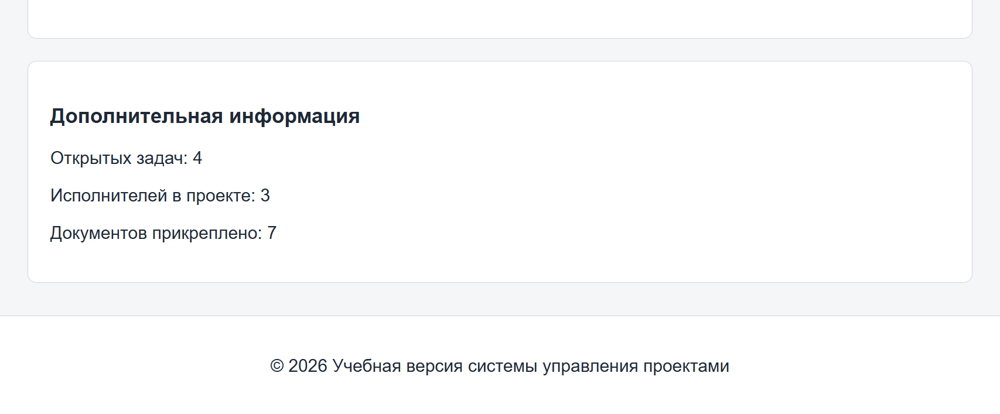 Дополнительная информация
Открытых задач: 4
Исполнителей в проекте: 3
Документов прикреплено: 7
© 2026 Учебная версия системы управления проектами